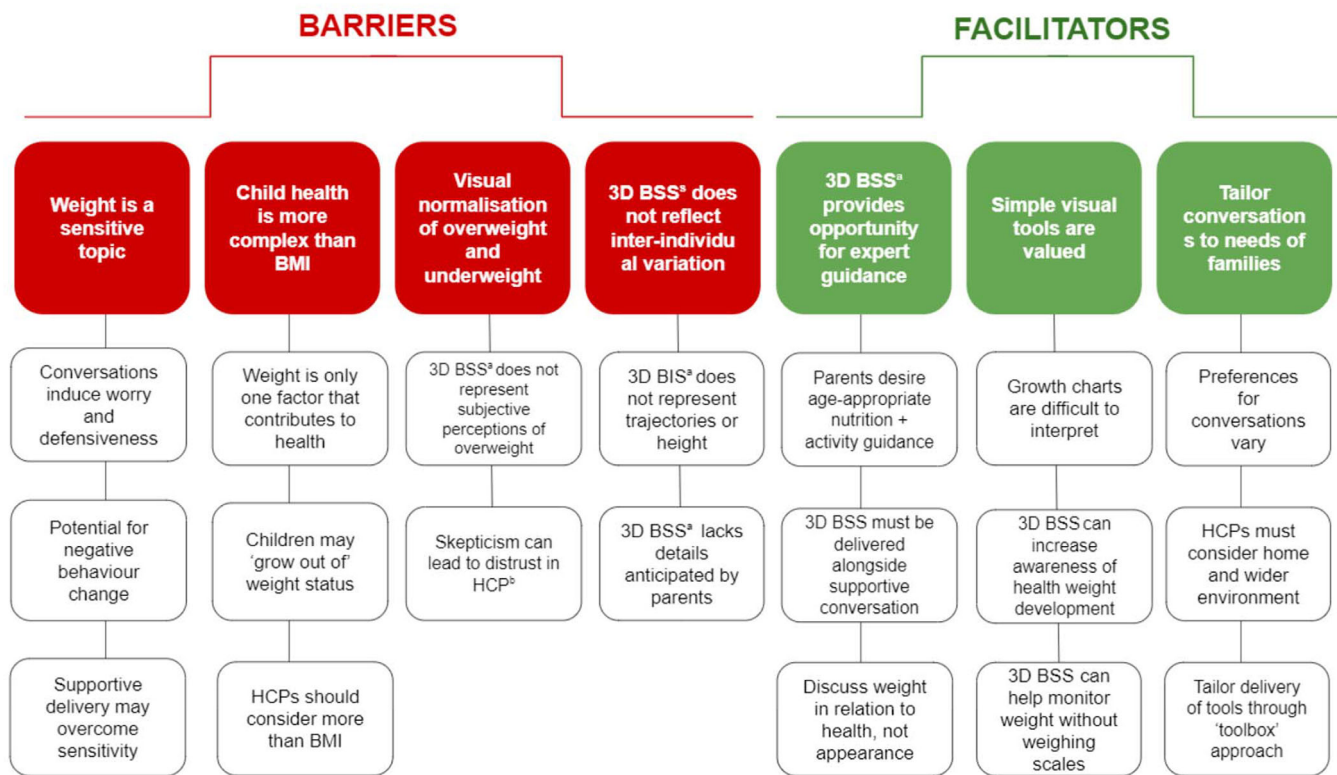 BARRIERS
FACILITATORS
Weight is a
sensitive
topic
Child health
is more
complex than
BMI
Visual
normalisation
of overweight
and
underweight
3D BSSˢ does
not reflect
inter-individu
al variation
3D BSSᵃ
provides
opportunity
for expert
guidance
Simple visual
tools are
valued
Tailor
conversation
s to needs of
families
Conversations
induce worry
and
defensiveness
Weight is only
one factor that
contributes to
health
3D BSSᵃ does not
represent
subjective
perceptions of
overweight
3D BISᵃ does
not represent
trajectories or
height
Parents desire
age-appropriate
nutrition +
activity guidance
Growth charts
are difficult to
interpret
Preferences
for
conversations
vary
Potential for
negative
behaviour
change
Children may
‘grow out of’
weight status
Skepticism can
lead to distrust in
HCPᵇ
3D BSSᵃ lacks
details
anticipated by
parents
3D BSS must be
delivered
alongside
supportive
conversation
3D BSS can
increase
awareness of
health weight
development
HCPs must
consider home
and wider
environment
Supportive
delivery may
overcome
sensitivity
HCPs should
consider more
than BMI
Discuss weight
in relation to
health, not
appearance
3D BSS can
help monitor
weight without
weighing
scales
Tailor delivery
of tools through
‘toolbox’
approach